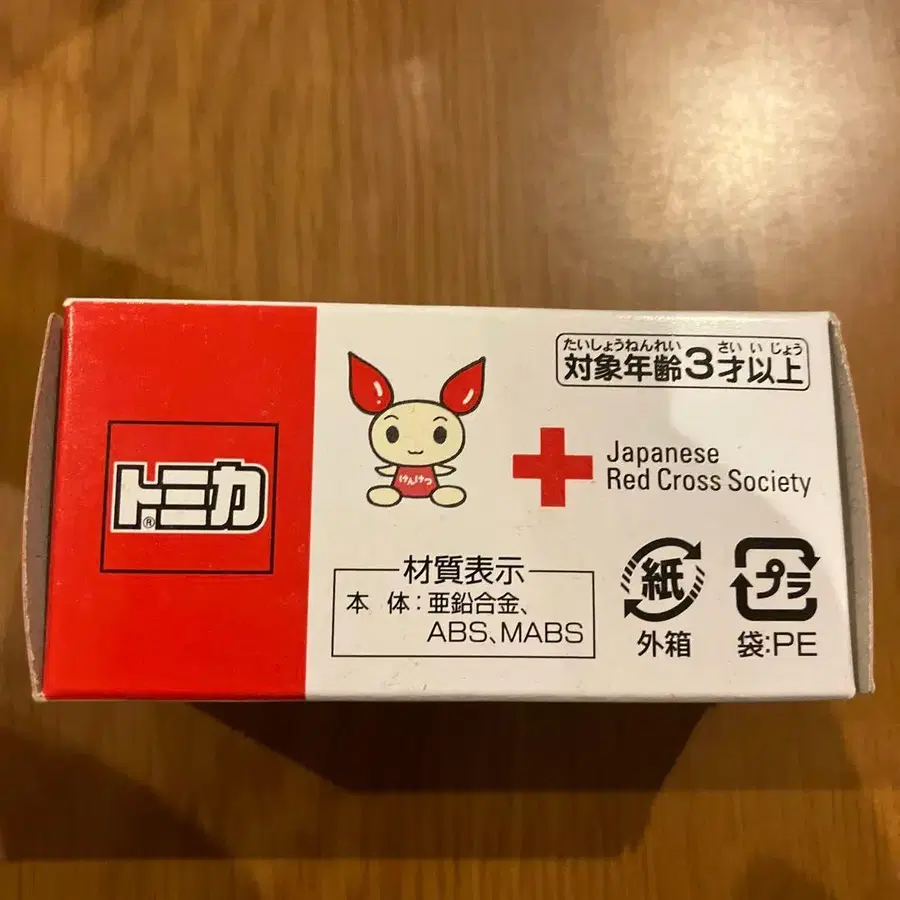 たいしょうねんれい さい い じょう
対象年齢3才以上
トミカ®
けんけつ
Japanese
Red Cross Society
材質表示
本 体:亜鉛合金、
ABS、MABS
紙
外箱
プラ
袋:PE